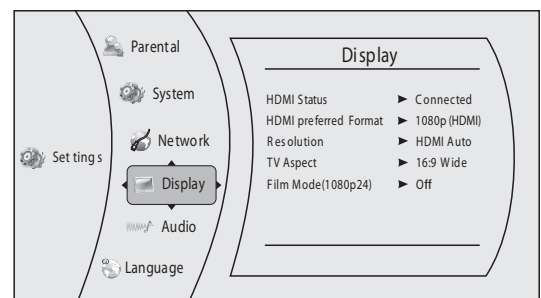 Settings
Parental
System
Network
Display
Audio
Language
Display
HDMI Status ► Connected
HDMI preferred Format ► 1080p (HDMI)
Resolution ► HDMI Auto
TV Aspect ► 16:9 Wide
Film Mode(1080p24) ► Off